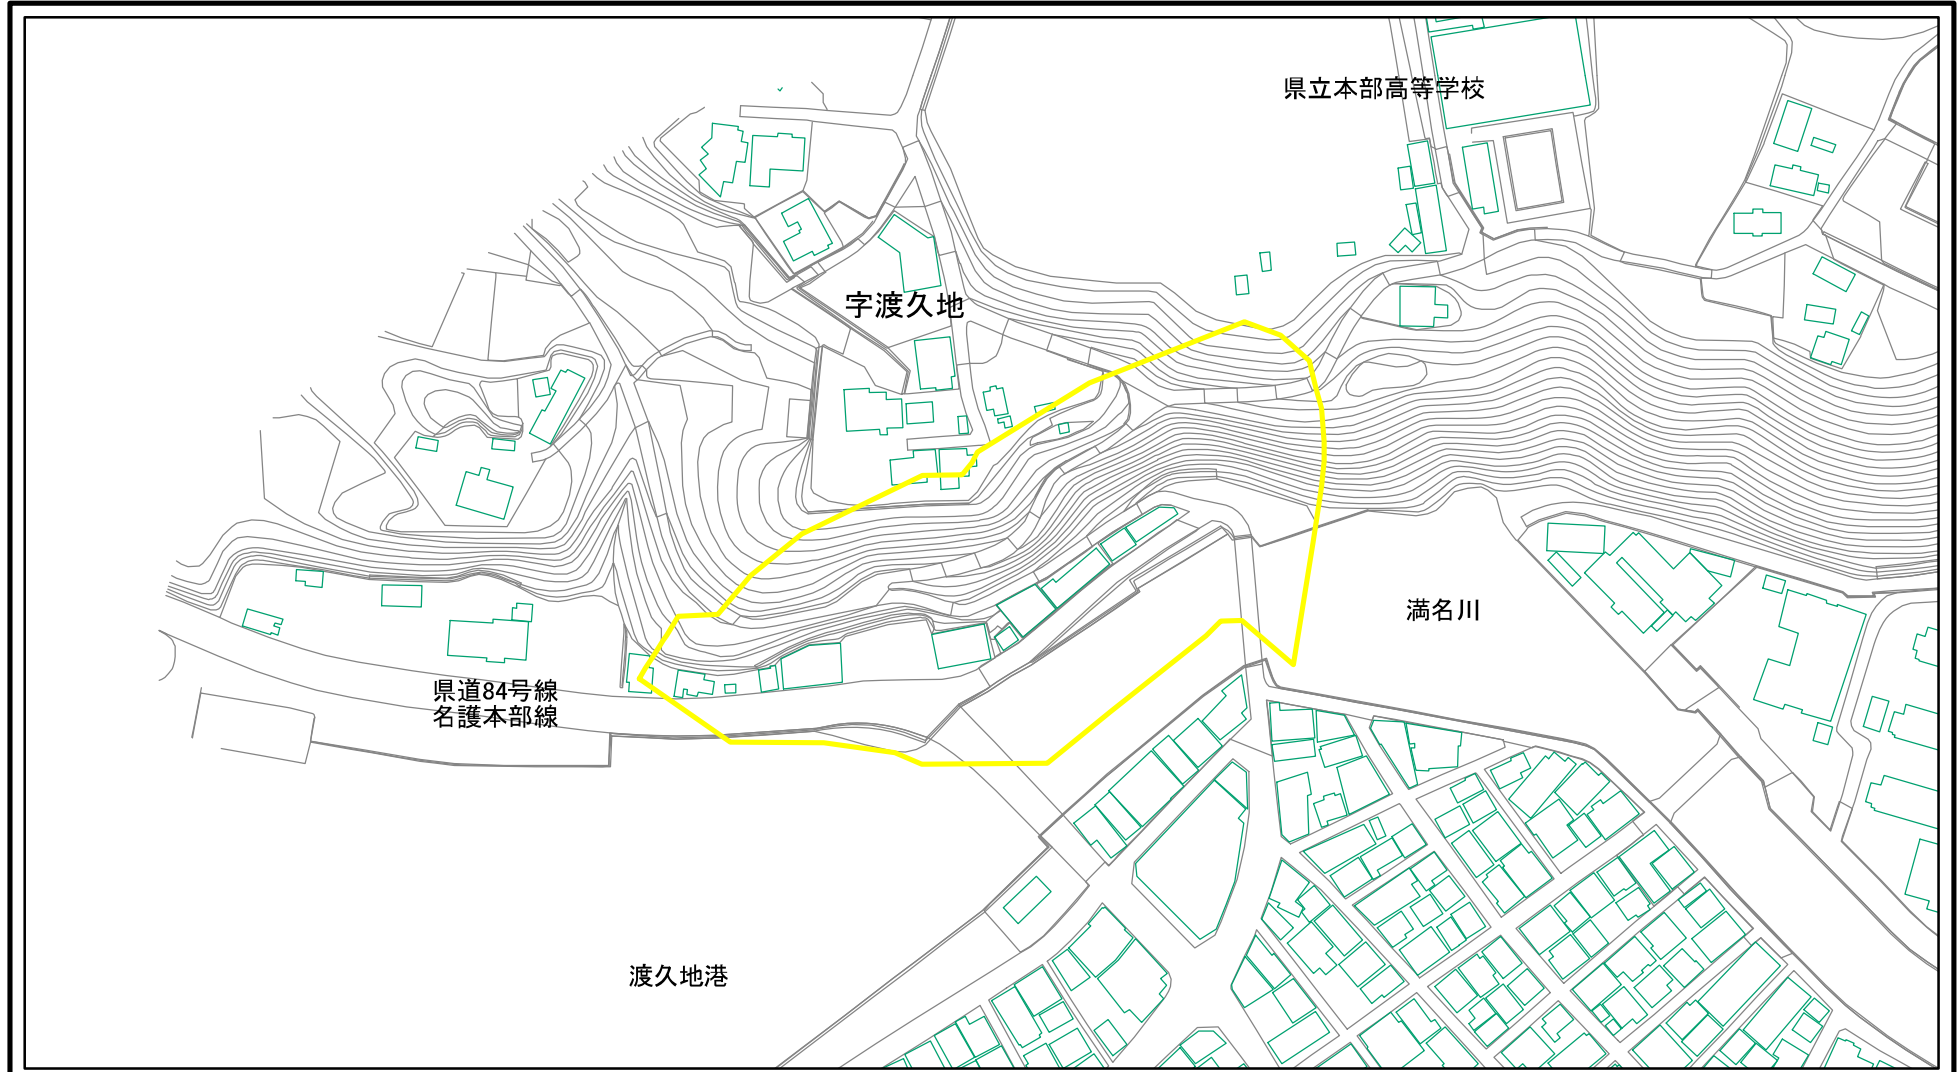 県立本部高等学校
字渡久地
満名川
県道84号線
名護本部線
渡久地港